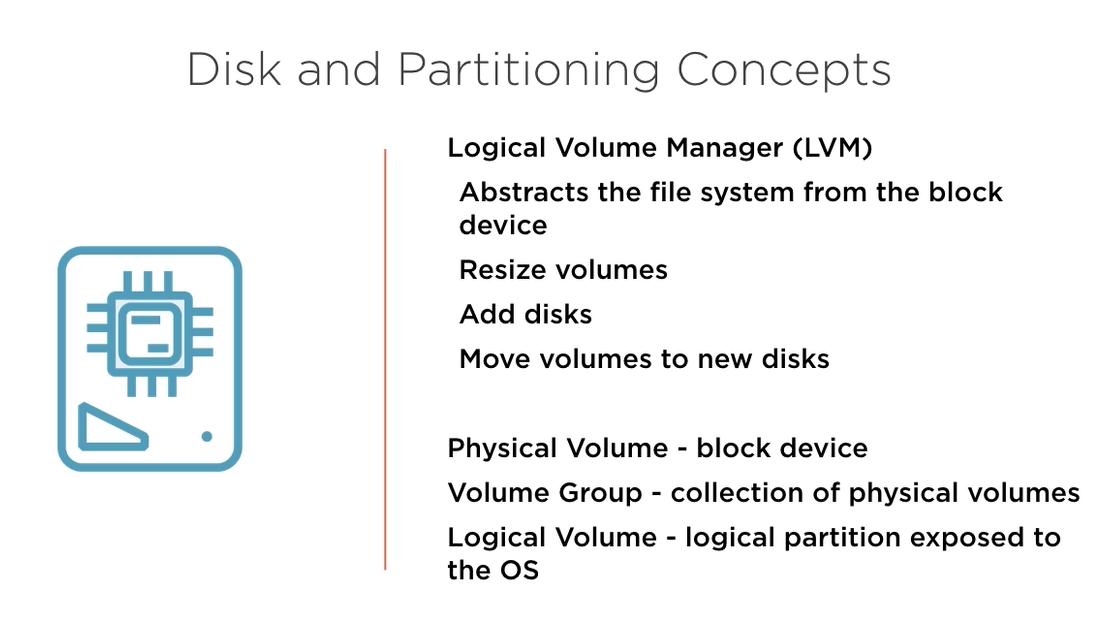 Disk and Partitioning Concepts
Logical Volume Manager (LVM)
Abstracts the file system from the block
device
Resize volumes
Add disks
Move volumes to new disks
Physical Volume - block device
Volume Group - collection of physical volumes
Logical Volume - logical partition exposed to
the OS